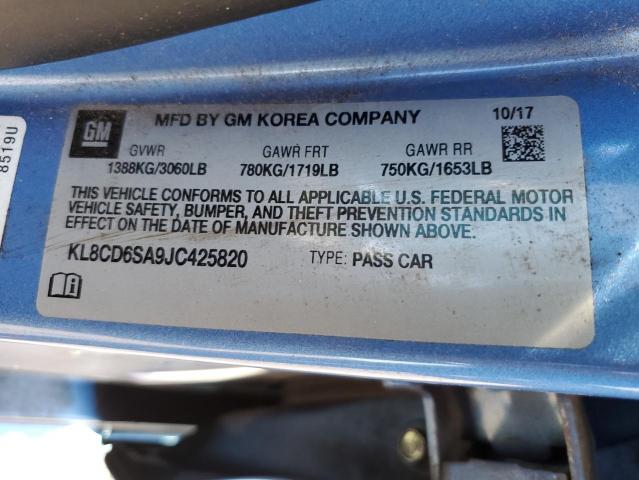 GM
MFD BY GM KOREA COMPANY
10/17
GVWR
GAWR FRT
GAWR RR
1388KG/3060LB
780KG/1719LB
750KG/1653LB
THIS VEHICLE CONFORMS TO ALL APPLICABLE U.S. FEDERAL MOTOR
VEHICLE SAFETY, BUMPER, AND THEFT PREVENTION STANDARDS IN
EFFECT ON THE DATE OF MANUFACTURE SHOWN ABOVE.
KL8CD6SA9JC425820
TYPE: PASS CAR
8519U